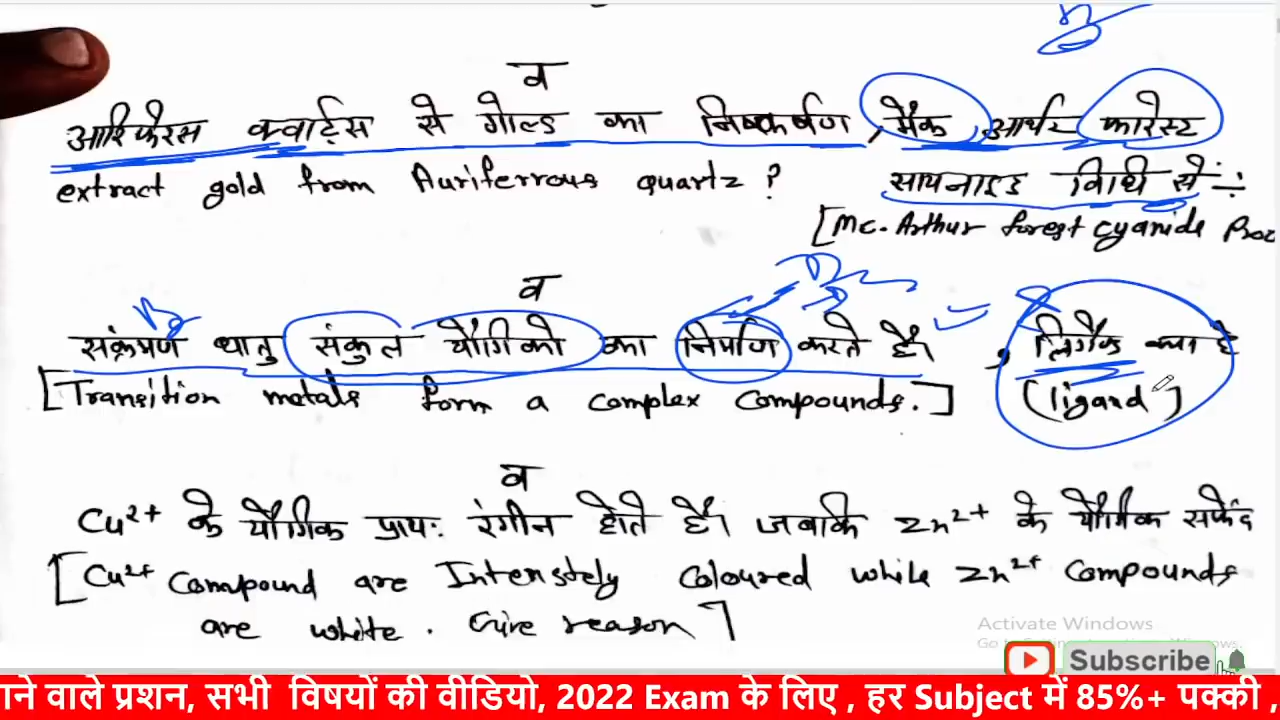 व
आरिफेरस क्वार्ट्स से गोल्ड का निष्कर्षण , मैक आर्थर फारेस्ट
extract gold from Auriferrous quartz ? सायनाइड विधि से ÷
[Mc. Arthur forest cyanide Proc
व
संक्रमण धातु संकुल यौगिको का निर्माण करते हैं। , लिगैंड क्या है
[Transition metals form a complex compounds.] (ligand)
व
Cu²⁺ के यौगिक प्रायः रंगीन होते हैं। जबकि Zn²⁺ के यौगिक सफेद
[Cu²⁺ Compound are Intenstely Coloured while Zn²⁺ Compounds
are white. Give reason]
Activate Windows
Subscribe
ाने वाले प्रशन, सभी विषयों की वीडियो, 2022 Exam के लिए , हर Subject में 85%+ पक्की ,